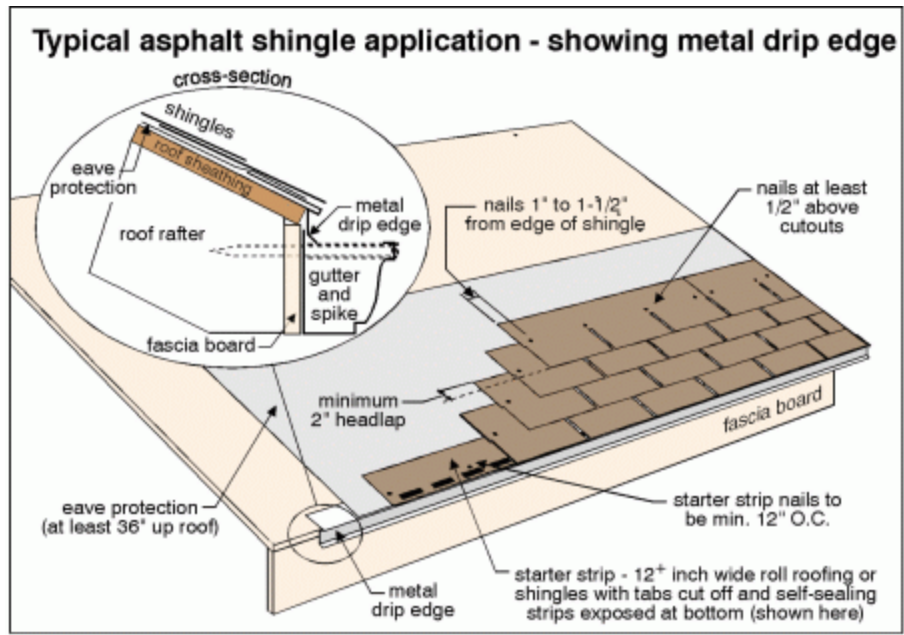 Typical asphalt shingle application - showing metal drip edge
cross-section
shingles
roof sheathing
eave
protection
roof rafter
metal
drip edge
gutter
and
spike
fascia board
nails 1" to 1-1/2"
from edge of shingle
nails at least
1/2" above
cutouts
minimum
2" headlap
fascia board
eave protection
(at least 36" up roof)
starter strip nails to
be min. 12" O.C.
metal
drip edge
starter strip - 12+ inch wide roll roofing or
shingles with tabs cut off and self-sealing
strips exposed at bottom (shown here)